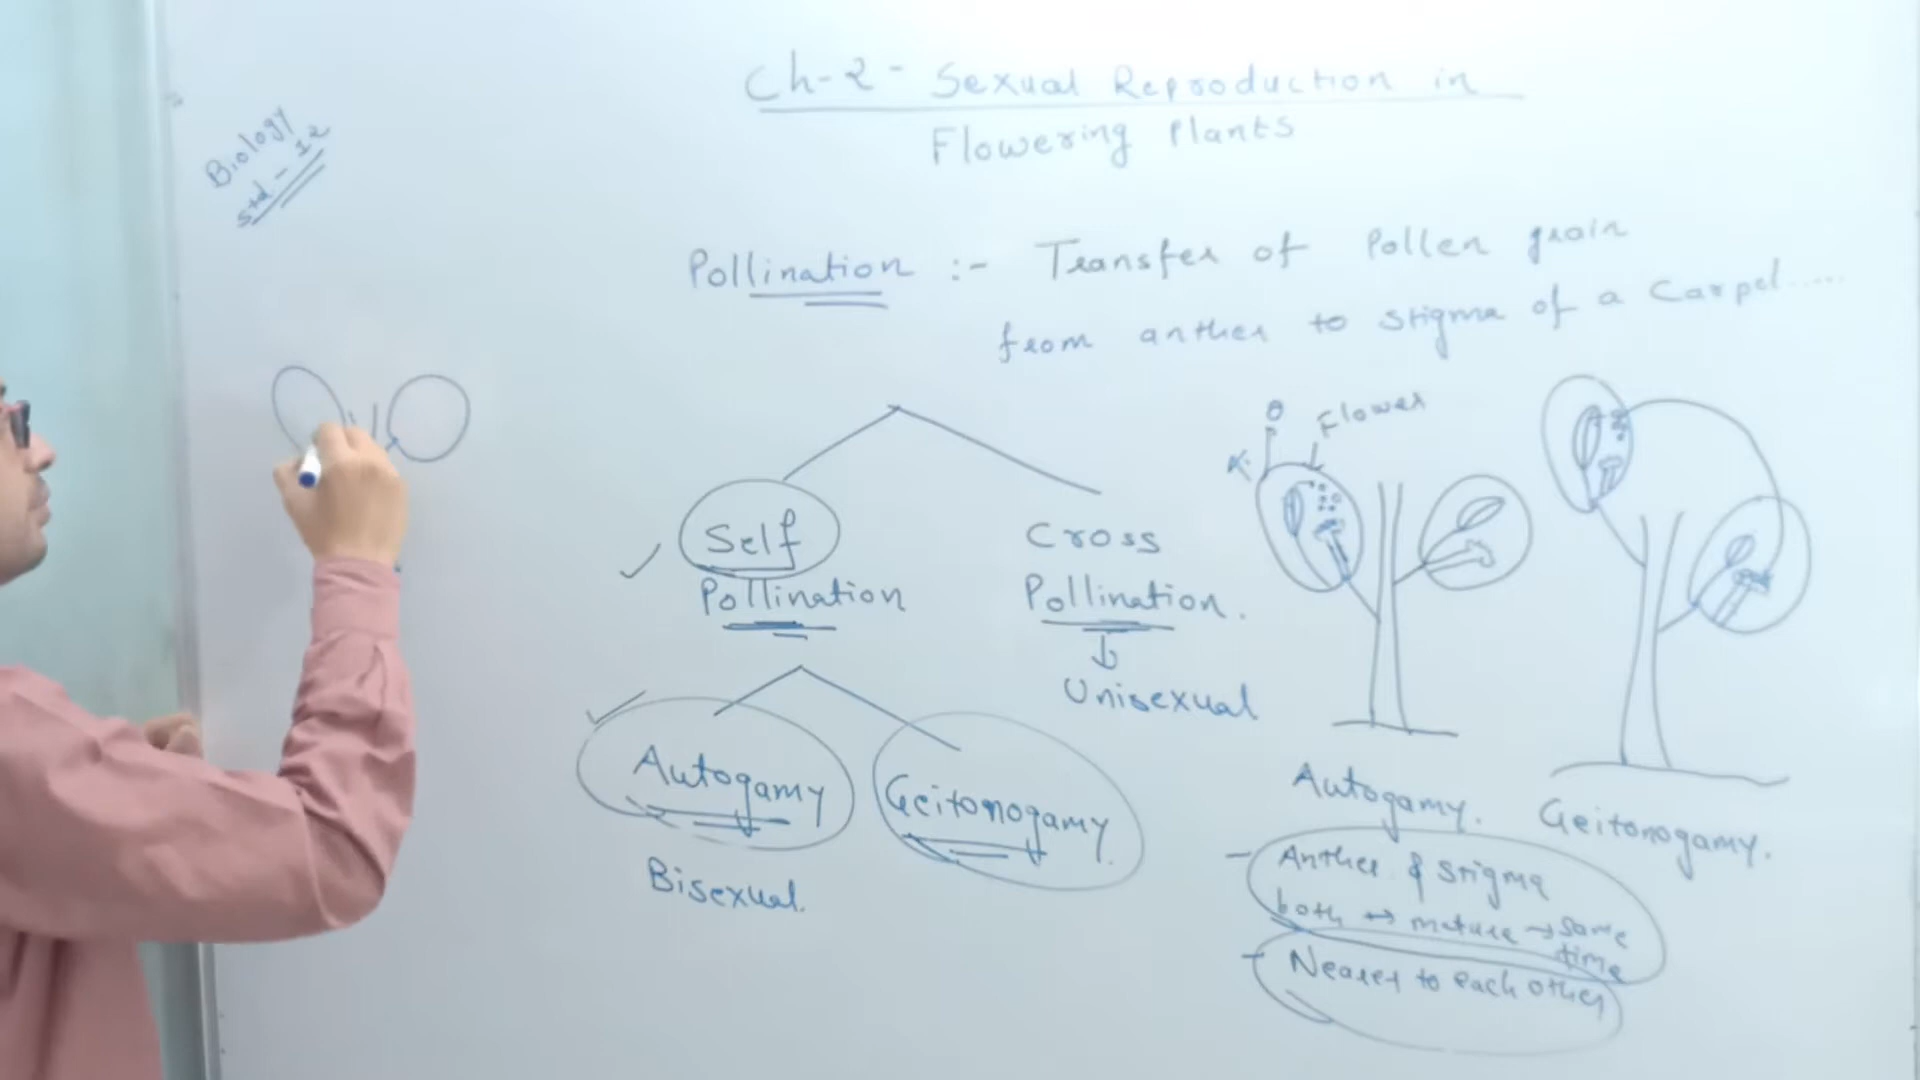 Biology
Std - 12
Ch-2 - Sexual Reproduction in
Flowering Plants
Pollination :- Transfer of Pollen grain
from anther to stigma of a Carpel.....
Self
Pollination
Cross
Pollination.
Unisexual
Autogamy
Geitonogamy.
Bisexual.
Flower
Autogamy.
Geitonogamy.
- Anther & stigma
both → mature → same
time
- Nearer to each other